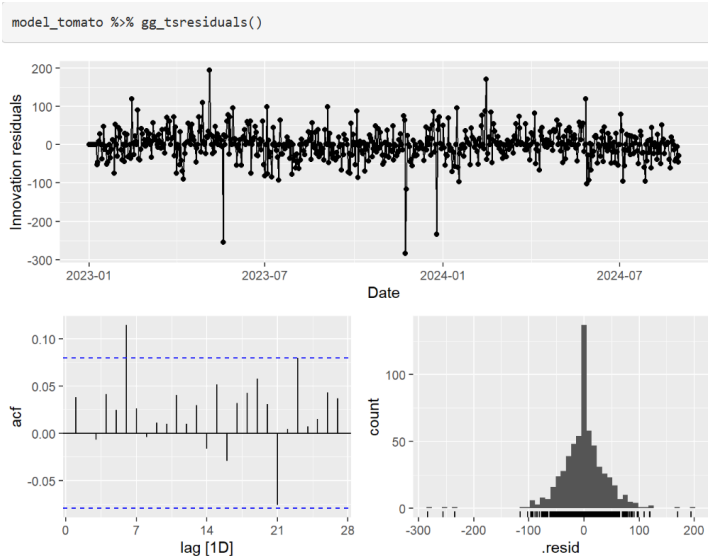 model_tomato %>% gg_tsresiduals()
200
100
0
-100
-200
-300
Innovation residuals
2023-01 2023-07 2024-01 2024-07
Date
0.10
0.05
0.00
-0.05
acf
0 7 14 21 28
lag [1D]
100
50
0
count
-300 -200 -100 0 100 200
.resid